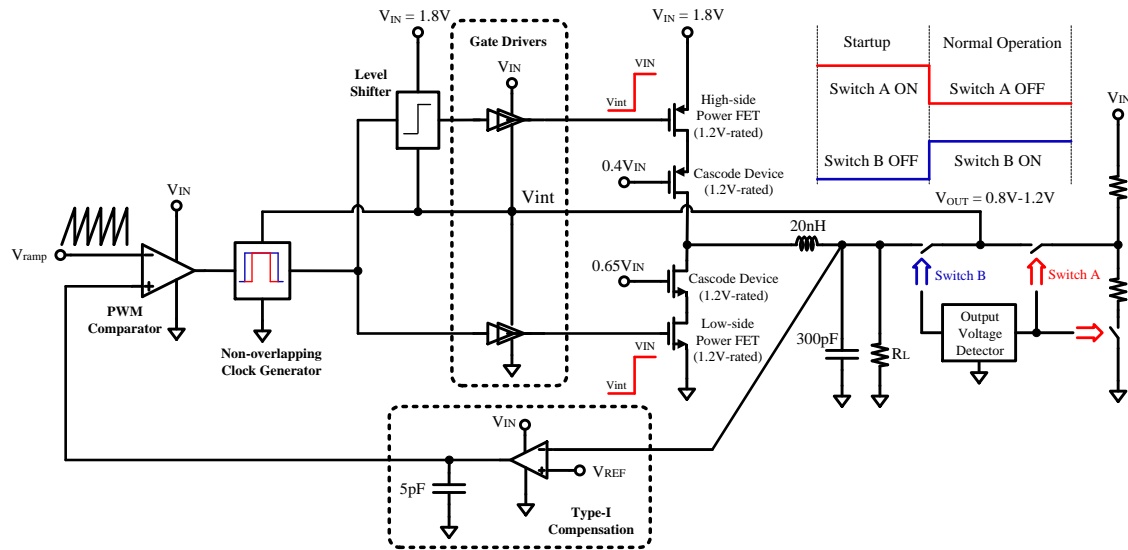 VIN = 1.8V
Gate Drivers
VIN
Level
Shifter
VIN = 1.8V
VIN
Vint
High-side
Power FET
(1.2V-rated)
0.4VIN
Cascode Device
(1.2V-rated)
Startup
Normal Operation
Switch A ON
Switch A OFF
Switch B OFF
Switch B ON
VIN
VOUT = 0.8V-1.2V
Vint
20nH
VIN
Vramp
PWM
Comparator
Non-overlapping
Clock Generator
0.65VIN
Cascode Device
(1.2V-rated)
Low-side
Power FET
(1.2V-rated)
VIN
Vint
300pF
RL
Switch B
Switch A
Output
Voltage
Detector
VIN
VREF
5pF
Type-I
Compensation